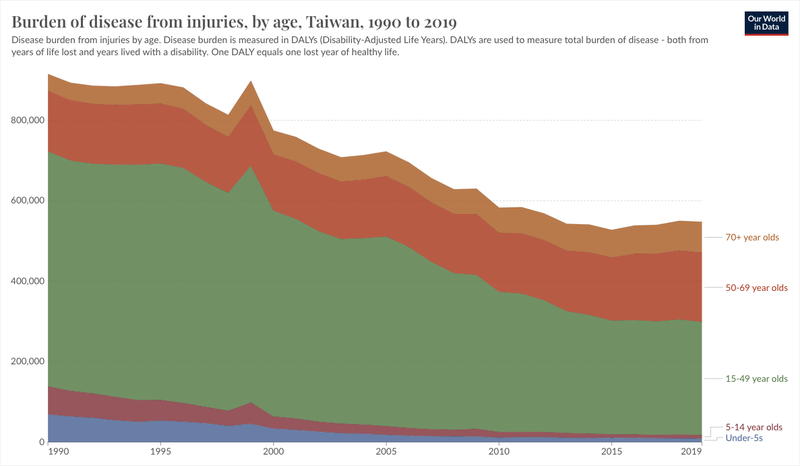 Burden of disease from injuries, by age, Taiwan, 1990 to 2019
Our World
in Data
Disease burden from injuries by age. Disease burden is measured in DALYs (Disability-Adjusted Life Years). DALYs are used to measure total burden of disease - both from
years of life lost and years lived with a disability. One DALY equals one lost year of healthy life.
800,000
600,000
400,000
200,000
0
70+ year olds
50-69 year olds
15-49 year olds
5-14 year olds
Under-5s
1990
1995
2000
2005
2010
2015
2019